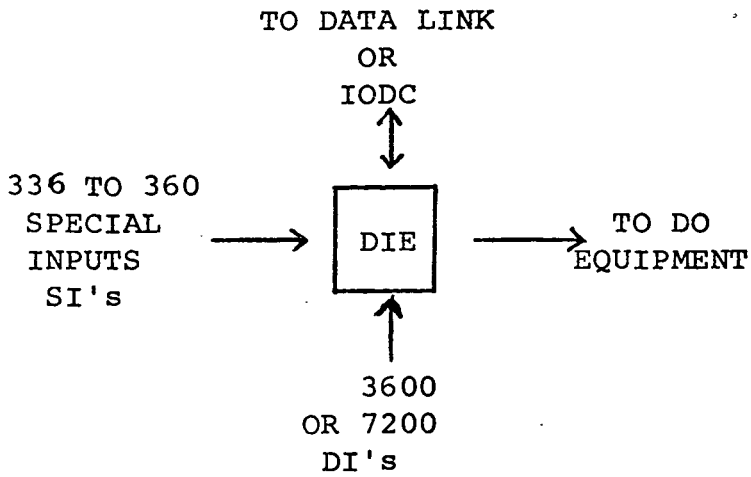 TO DATA LINK
OR
IODC
336 TO 360
SPECIAL
INPUTS
SI's
DIE
TO DO
EQUIPMENT
3600
OR 7200
DI's